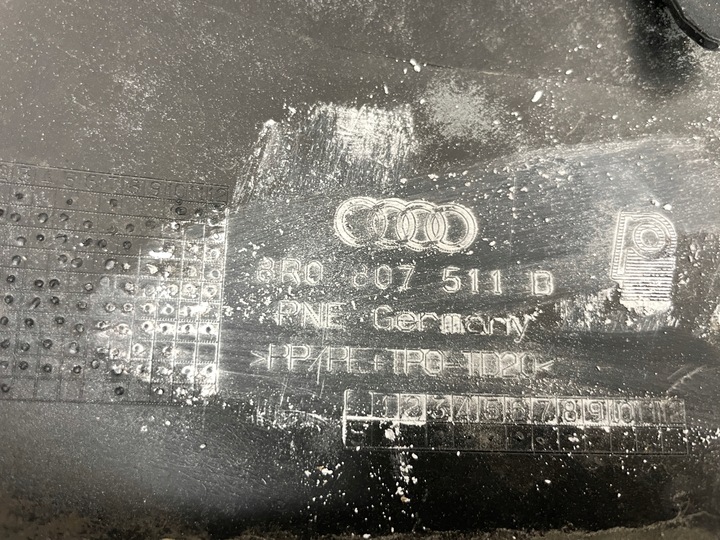 8R0 807 511 B
PNE Germany
>PP/PE+TPO-TD20<
1 2 3 4 5 6 7 8 9 10 11